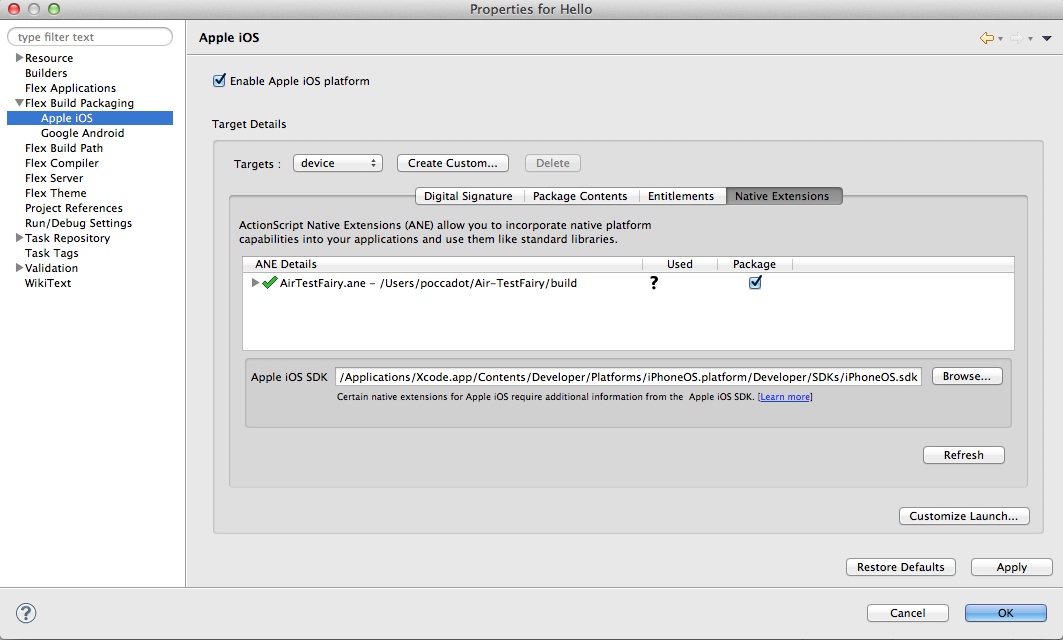 Properties for Hello
type filter text
Resource
Builders
Flex Applications
Flex Build Packaging
Apple iOS
Google Android
Flex Build Path
Flex Compiler
Flex Server
Flex Theme
Project References
Run/Debug Settings
Task Repository
Task Tags
Validation
WikiText
Apple iOS
Enable Apple iOS platform
Target Details
Targets : device Create Custom... Delete
Digital Signature Package Contents Entitlements Native Extensions
ActionScript Native Extensions (ANE) allow you to incorporate native platform
capabilities into your applications and use them like standard libraries.
ANE Details Used Package
AirTestFairy.ane - /Users/poccadot/Air-TestFairy/build ?
Apple iOS SDK /Applications/Xcode.app/Contents/Developer/Platforms/iPhoneOS.platform/Developer/SDKs/iPhoneOS.sdk Browse...
Certain native extensions for Apple iOS require additional information from the Apple iOS SDK. [Learn more]
Refresh
Customize Launch...
Restore Defaults Apply
? Cancel OK